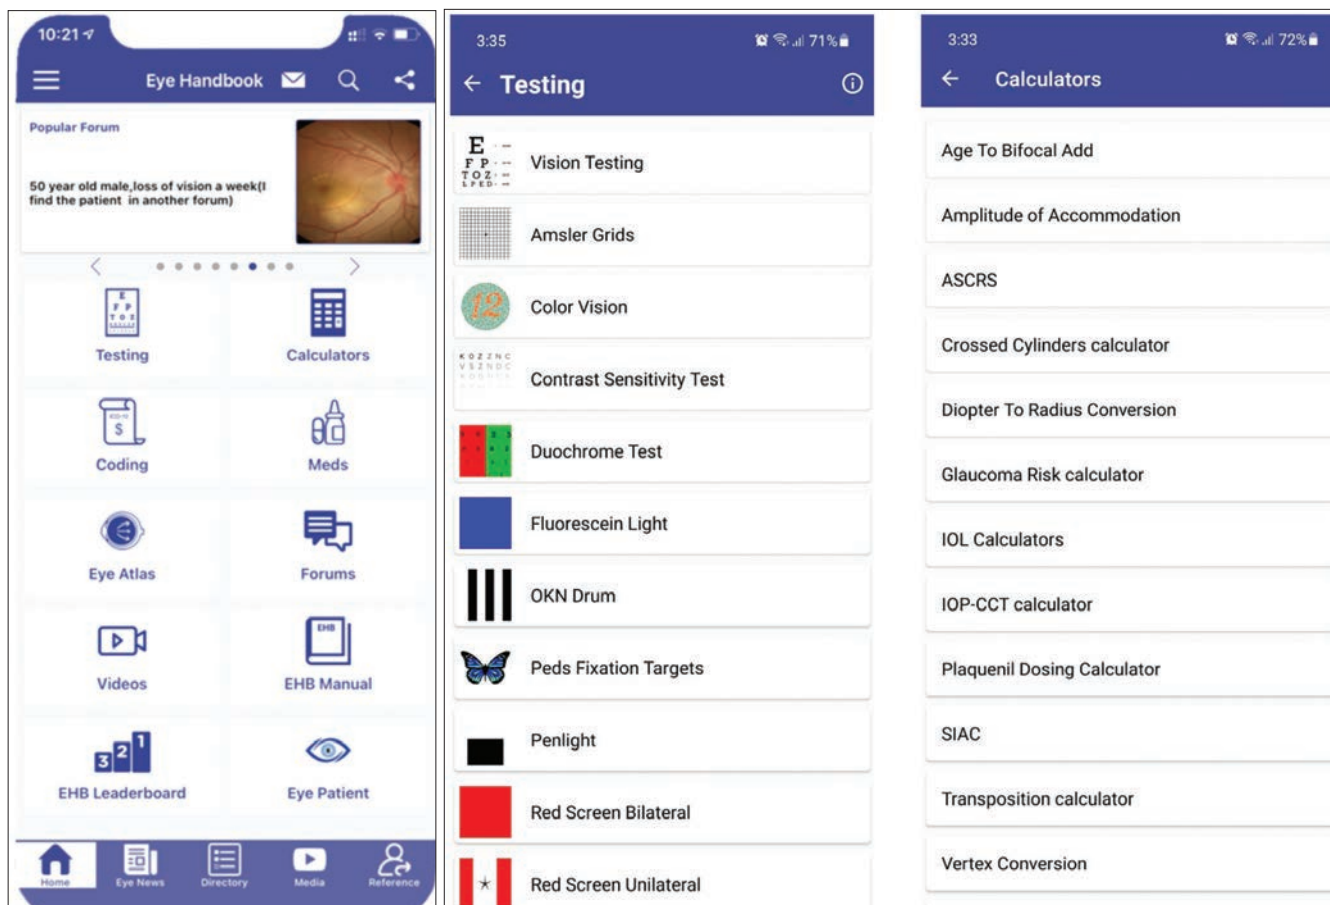 10:21
Eye Handbook
Popular Forum
50 year old male,loss of vision a week(I
find the patient in another forum)
Testing
Calculators
Coding
Meds
Eye Atlas
Forums
Videos
EHB
EHB Manual
3 2 1
EHB Leaderboard
Eye Patient
Home
Eye News
Directory
Media
Reference
3:35
71%
Testing
E
F P
T O Z
L P E D
Vision Testing
Amsler Grids
12
Color Vision
K O Z Z N C
V S Z N D C
Contrast Sensitivity Test
Duochrome Test
Fluorescein Light
OKN Drum
Peds Fixation Targets
Penlight
Red Screen Bilateral
Red Screen Unilateral
3:33
72%
Calculators
Age To Bifocal Add
Amplitude of Accommodation
ASCRS
Crossed Cylinders calculator
Diopter To Radius Conversion
Glaucoma Risk calculator
IOL Calculators
IOP-CCT calculator
Plaquenil Dosing Calculator
SIAC
Transposition calculator
Vertex Conversion